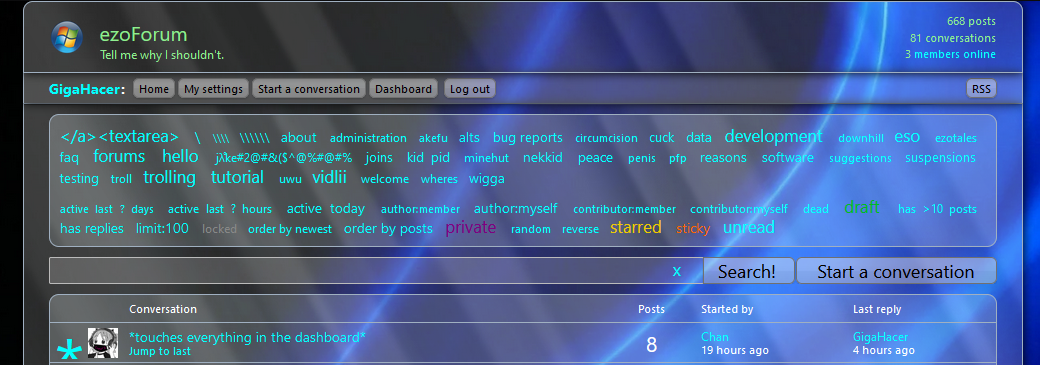 ezoForum
Tell me why I shouldn't.
668 posts
81 conversations
3 members online
GigaHacer: Home My settings Start a conversation Dashboard Log out RSS
</a><textarea> \ \\\\ \\\\\\ about administration akefu alts bug reports circumcision cuck data development downhill eso ezotales
faq forums hello jλ'ke#2@#8&($^@%#@#% joins kid pid minehut nekkid peace penis pfp reasons software suggestions suspensions
testing troll trolling tutorial uwu vidlii welcome wheres wigga
active last ? days active last ? hours active today author:member author:myself contributor:member contributor:myself dead draft has >10 posts
has replies limit:100 locked order by newest order by posts private random reverse starred sticky unread
x Search! Start a conversation
Conversation Posts Started by Last reply
* *touches everything in the dashboard* 8 Chan GigaHacer
Jump to last 19 hours ago 4 hours ago